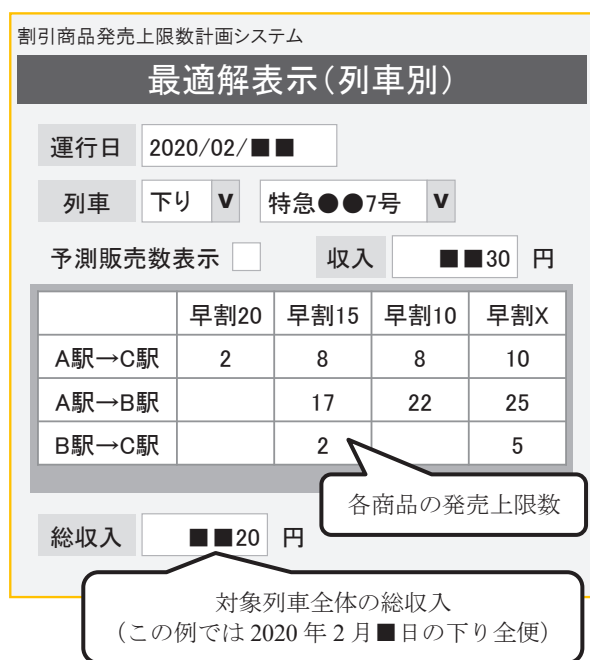 割引商品発売上限数計画システム
最適解表示（列車別）
運行日 2020/02/■■
列車 下り v 特急●●7号 v
予測販売数表示 収入 ■■30 円
早割20 早割15 早割10 早割X
A駅→C駅 2 8 8 10
A駅→B駅 17 22 25
B駅→C駅 2 5
各商品の発売上限数
総収入 ■■20 円
対象列車全体の総収入
（この例では 2020 年 2 月■日の下り全便）